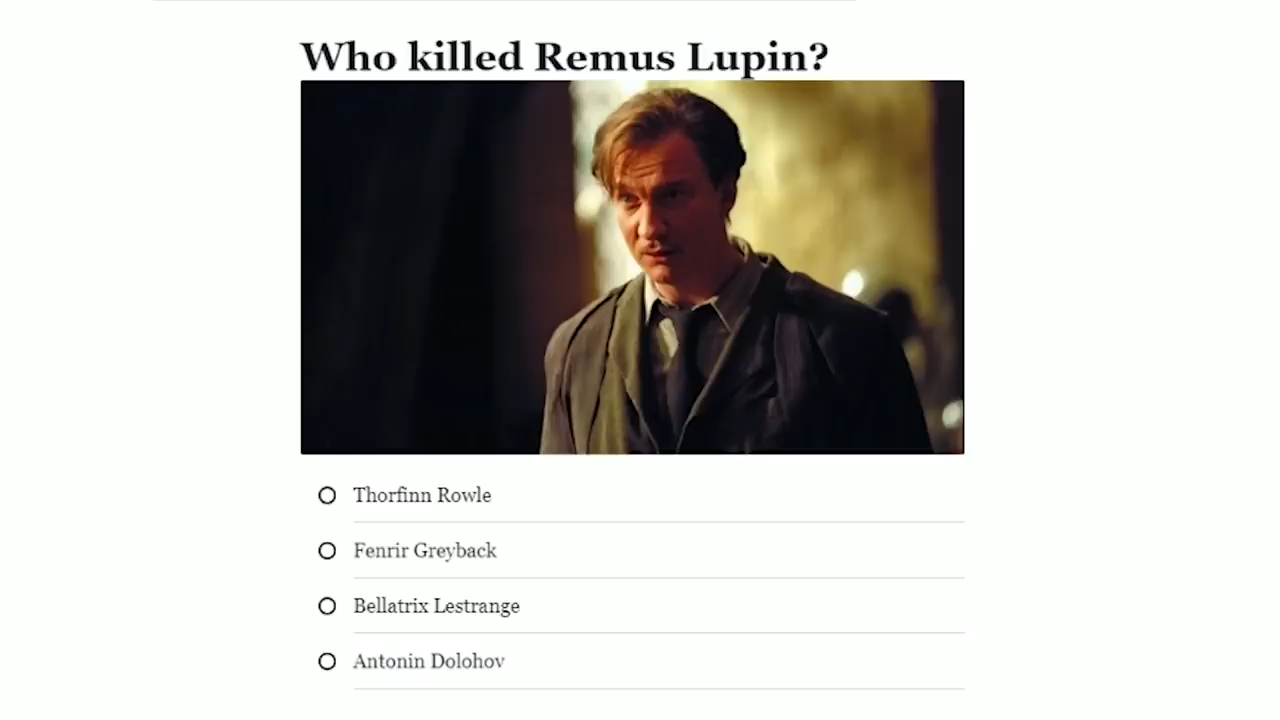 Who killed Remus Lupin?
Thorfinn Rowle
Fenrir Greyback
Bellatrix Lestrange
Antonin Dolohov